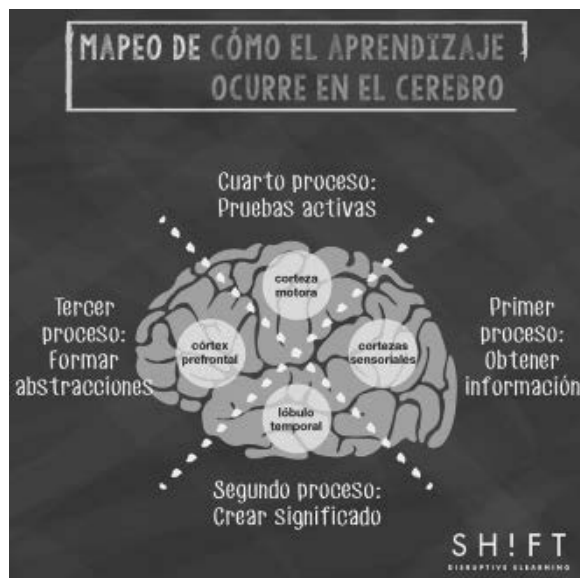 MAPEO DE CÓMO EL APRENDIZAJE
OCURRE EN EL CEREBRO
Cuarto proceso:
Pruebas activas
corteza
motora
Tercer
proceso:
Formar
abstracciones
córtex
prefrontal
cortezas
sensoriales
Primer
proceso:
Obtener
información
lóbulo
temporal
Segundo proceso:
Crear significado
SH!FT
DISRUPTIVE ELEARNING